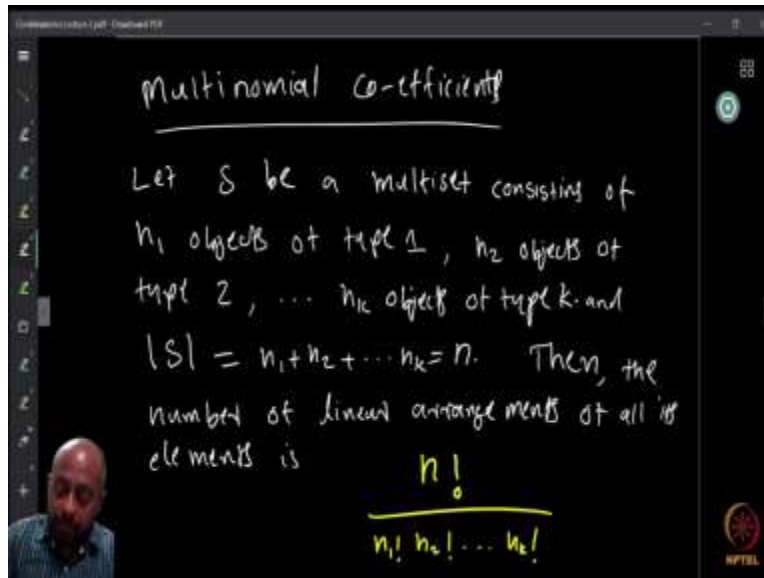 Multinomial Co-efficients
Let S be a multiset consisting of
n₁ objects of type 1, n₂ objects of
type 2, ... nₖ objects of type k. and
|S| = n₁ + n₂ + ... nₖ = n. Then, the
number of linear arrangements of all its
elements is
n!
n₁! n₂! ... nₖ!
NPTEL